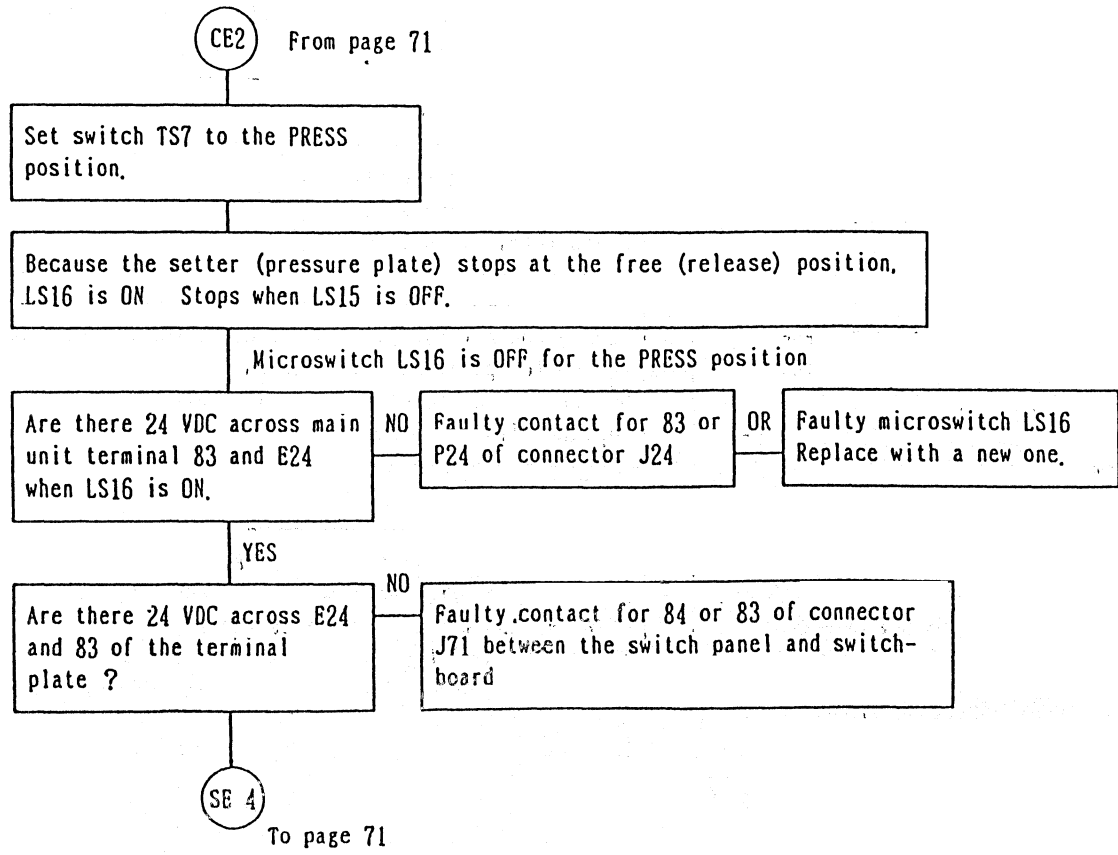 CE2 From page 71
Set switch TS7 to the PRESS
position.
Because the setter (pressure plate) stops at the free (release) position.
LS16 is ON Stops when LS15 is OFF.
Microswitch LS16 is OFF for the PRESS position
Are there 24 VDC across main
unit terminal 83 and E24
when LS16 is ON.
NO
Faulty contact for 83 or
P24 of connector J24
OR
Faulty microswitch LS16
Replace with a new one.
YES
Are there 24 VDC across E24
and 83 of the terminal
plate ?
NO
Faulty contact for 84 or 83 of connector
J71 between the switch panel and switch-
board
SE 4
To page 71